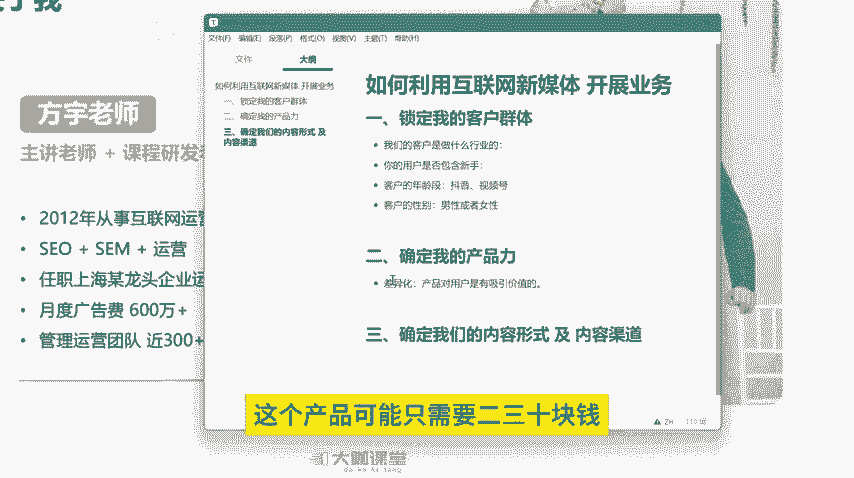 文件(F) 编辑(E) 段落(P) 格式(O) 视图(V) 主题(T) 帮助(H)
文件 大纲
如何利用互联网新媒体 开展业务
一、锁定我的客户群体
二、确定我的产品力
三、确定我们的内容形式 及
内容渠道
如何利用互联网新媒体 开展业务
一、锁定我的客户群体
• 我们的客户是做什么行业的:
• 你的用户是否包含新手:
• 客户的年龄段: 抖音、视频号
• 客户的性别: 男性或者女性
二、确定我的产品力
• 差异化: 产品对用户是有吸引价值的。
三、确定我们的内容形式 及 内容渠道
方宇老师
主讲老师 + 课程研发
• 2012年从事互联网运营
• SEO + SEM + 运营
• 任职上海某龙头企业运
• 月度广告费 600万+
• 管理运营团队 近300+
这个产品可能只需要二三十块钱
ZH
大咖课堂
da ka ke tang